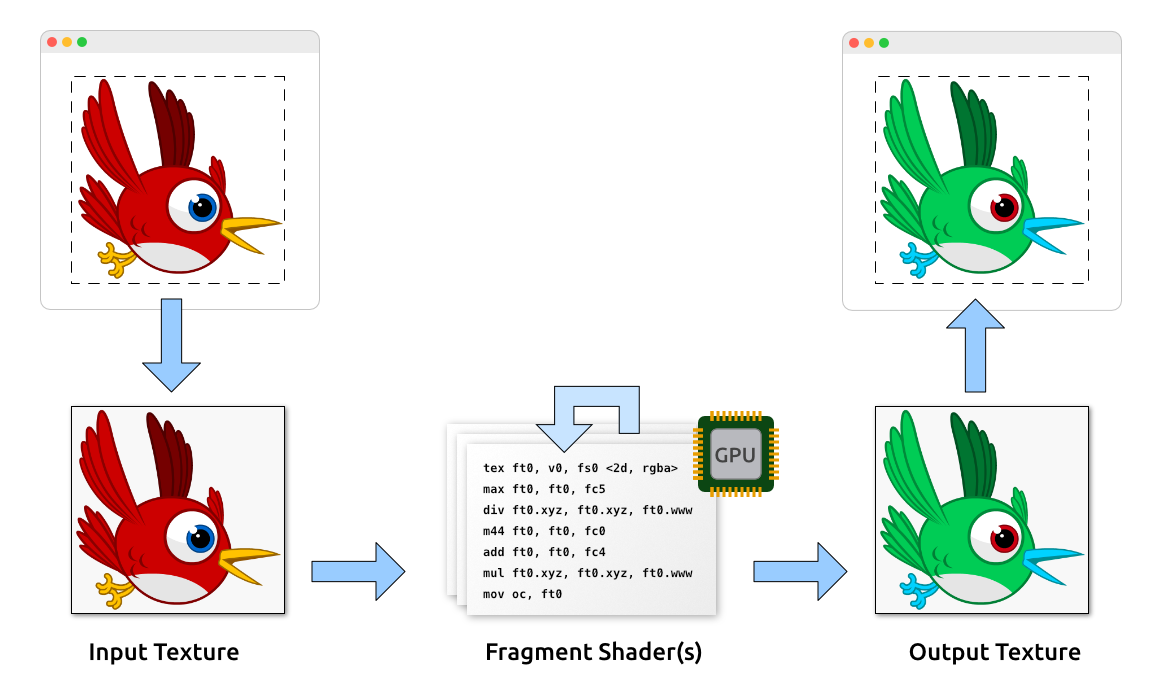 tex ft0, v0, fs0 <2d, rgba>
max ft0, ft0, fc5
div ft0.xyz, ft0.xyz, ft0.www
m44 ft0, ft0, fc0
add ft0, ft0, fc4
mul ft0.xyz, ft0.xyz, ft0.www
mov oc, ft0
GPU
Input Texture
Fragment Shader(s)
Output Texture